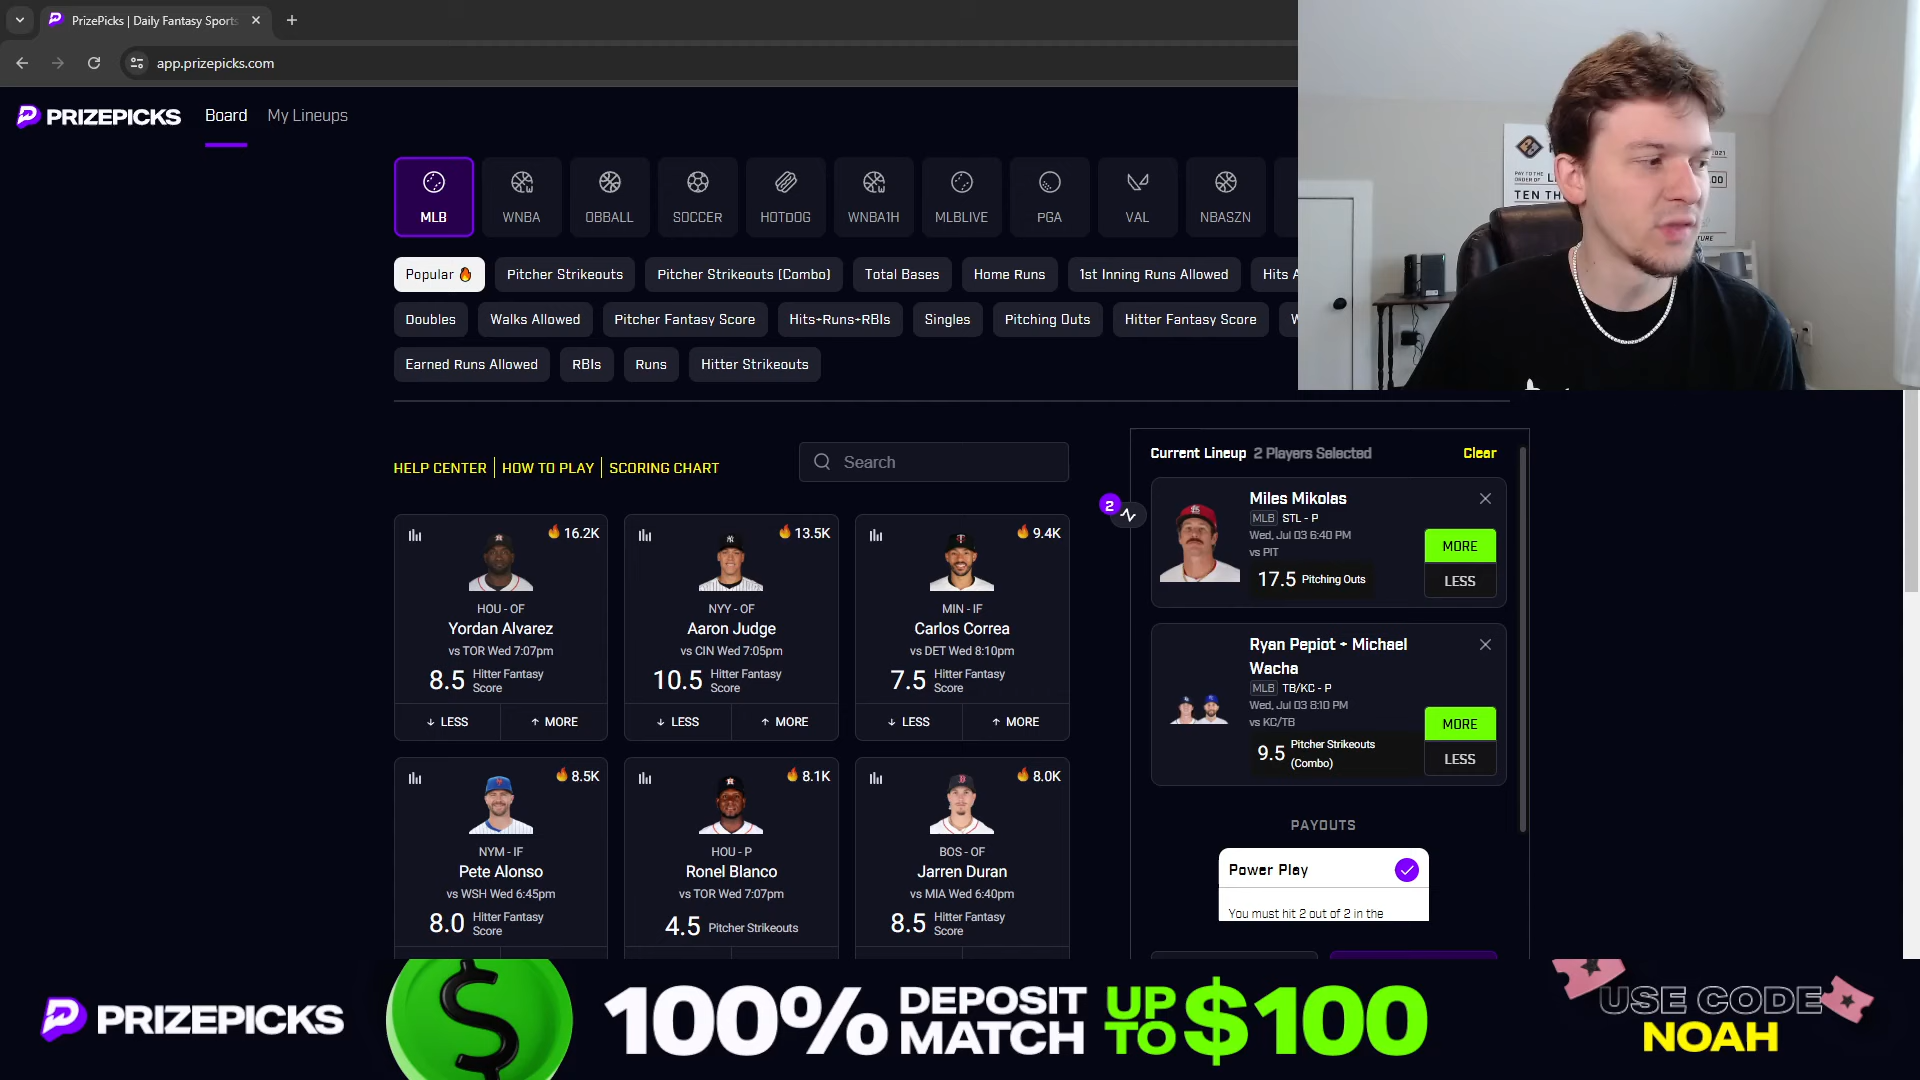 PrizePicks | Daily Fantasy Sports
app.prizepicks.com
PRIZEPICKS
Board
My Lineups
MLB
WNBA
OBBALL
SOCCER
HOTDOG
WNBA1H
MLBLIVE
PGA
VAL
NBASZN
Popular 🔥
Pitcher Strikeouts
Pitcher Strikeouts (Combo)
Total Bases
Home Runs
1st Inning Runs Allowed
Hits A
Doubles
Walks Allowed
Pitcher Fantasy Score
Hits+Runs+RBIs
Singles
Pitching Outs
Hitter Fantasy Score
Earned Runs Allowed
RBIs
Runs
Hitter Strikeouts
HELP CENTER
HOW TO PLAY
SCORING CHART
Search
16.2K
HOU - OF
Yordan Alvarez
vs TOR Wed 7:07pm
8.5 Hitter Fantasy
Score
↓ LESS
↑ MORE
13.5K
NYY - OF
Aaron Judge
vs CIN Wed 7:05pm
10.5 Hitter Fantasy
Score
↓ LESS
↑ MORE
9.4K
MIN - IF
Carlos Correa
vs DET Wed 8:10pm
7.5 Hitter Fantasy
Score
↓ LESS
↑ MORE
8.5K
NYM - IF
Pete Alonso
vs WSH Wed 6:45pm
8.0 Hitter Fantasy
Score
8.1K
HOU - P
Ronel Blanco
vs TOR Wed 7:07pm
4.5 Pitcher Strikeouts
8.0K
BOS - OF
Jarren Duran
vs MIA Wed 6:40pm
8.5 Hitter Fantasy
Score
Current Lineup 2 Players Selected
Clear
2
Miles Mikolas
MLB STL - P
Wed, Jul 03 6:40 PM
vs PIT
17.5 Pitching Outs
MORE
LESS
Ryan Pepiot + Michael
Wacha
MLB TB/KC - P
Wed, Jul 03 8:10 PM
vs KC/TB
9.5 Pitcher Strikeouts
(Combo)
MORE
LESS
PAYOUTS
Power Play
You must hit 2 out of 2 in the
2021
PAY TO THE
ORDER OF
TEN TH
00
PRIZEPICKS
100% DEPOSIT
MATCH
UP
TO
$100
USE CODE
NOAH